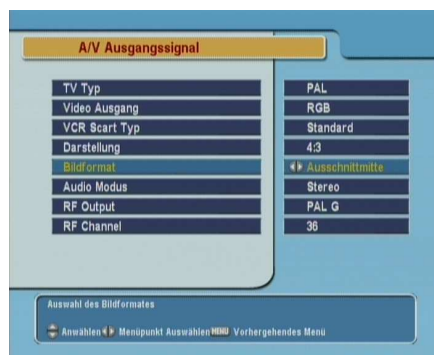 A/V Ausgangssignal
TV Typ PAL
Video Ausgang RGB
VCR Scart Typ Standard
Darstellung 4:3
Bildformat Ausschnittmitte
Audio Modus Stereo
RF Output PAL G
RF Channel 36
Auswahl des Bildformates
Anwählen Menüpunkt Auswählen MENU Vorhergehendes Menü